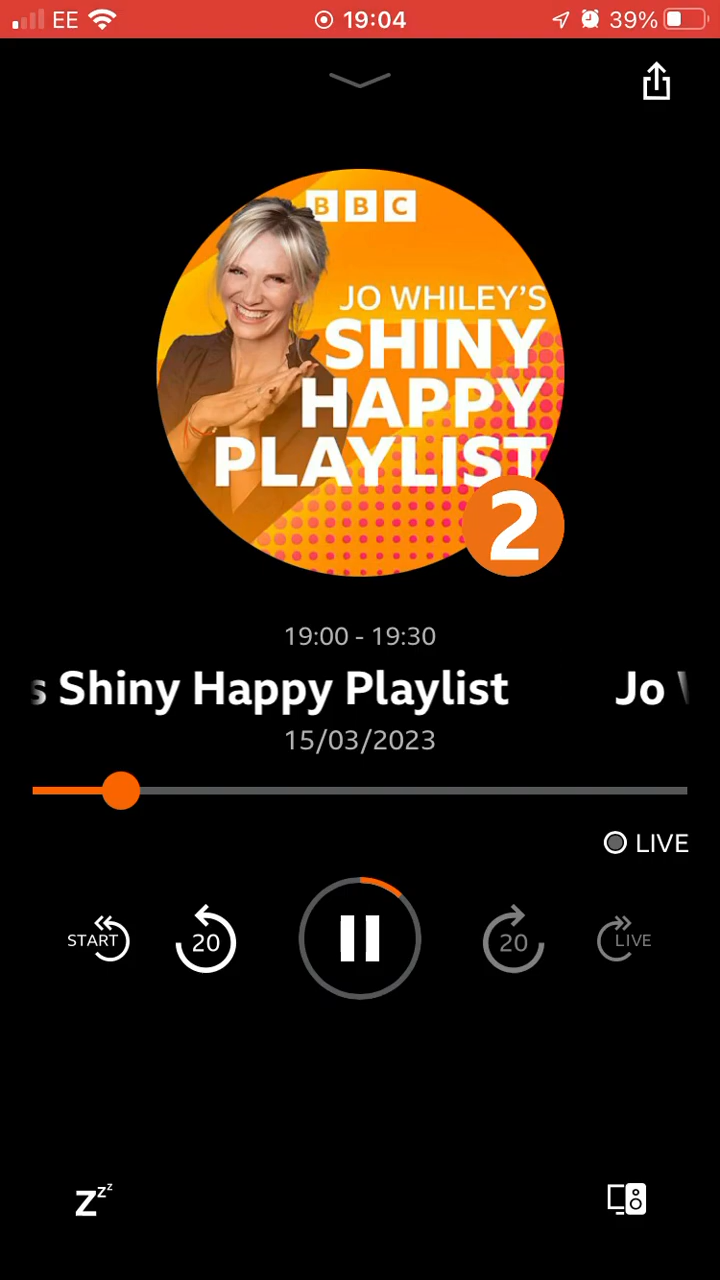 EE 19:04 39%
BBC
JO WHILEY'S
SHINY
HAPPY
PLAYLIST
2
19:00 - 19:30
s Shiny Happy Playlist Jo
15/03/2023
LIVE
START 20 20 LIVE
Zzz